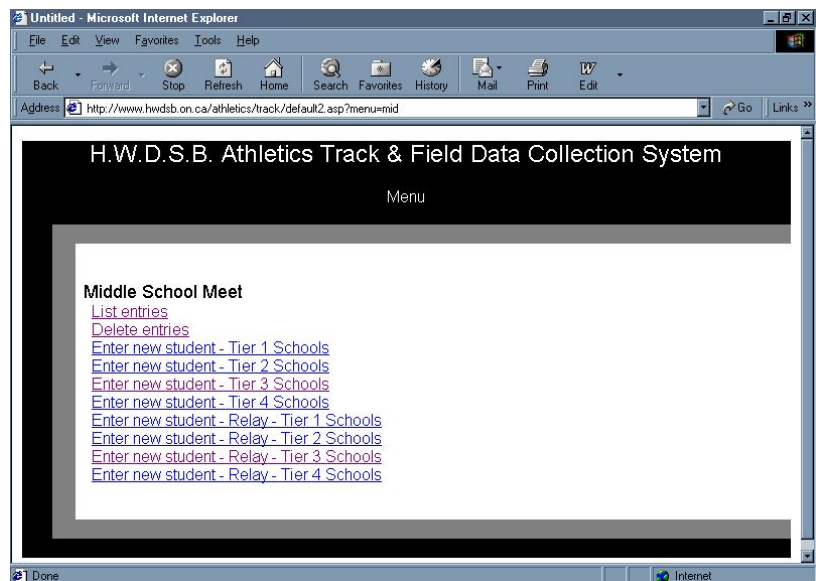 Untitled - Microsoft Internet Explorer
File Edit View Favorites Tools Help
Back Forward Stop Refresh Home Search Favorites History Mail Print Edit
Address http://www.hwdsb.on.ca/athletics/track/default2.asp?menu=mid Go Links »
H.W.D.S.B. Athletics Track & Field Data Collection System
Menu
Middle School Meet
List entries
Delete entries
Enter new student - Tier 1 Schools
Enter new student - Tier 2 Schools
Enter new student - Tier 3 Schools
Enter new student - Tier 4 Schools
Enter new student - Relay - Tier 1 Schools
Enter new student - Relay - Tier 2 Schools
Enter new student - Relay - Tier 3 Schools
Enter new student - Relay - Tier 4 Schools
Done Internet